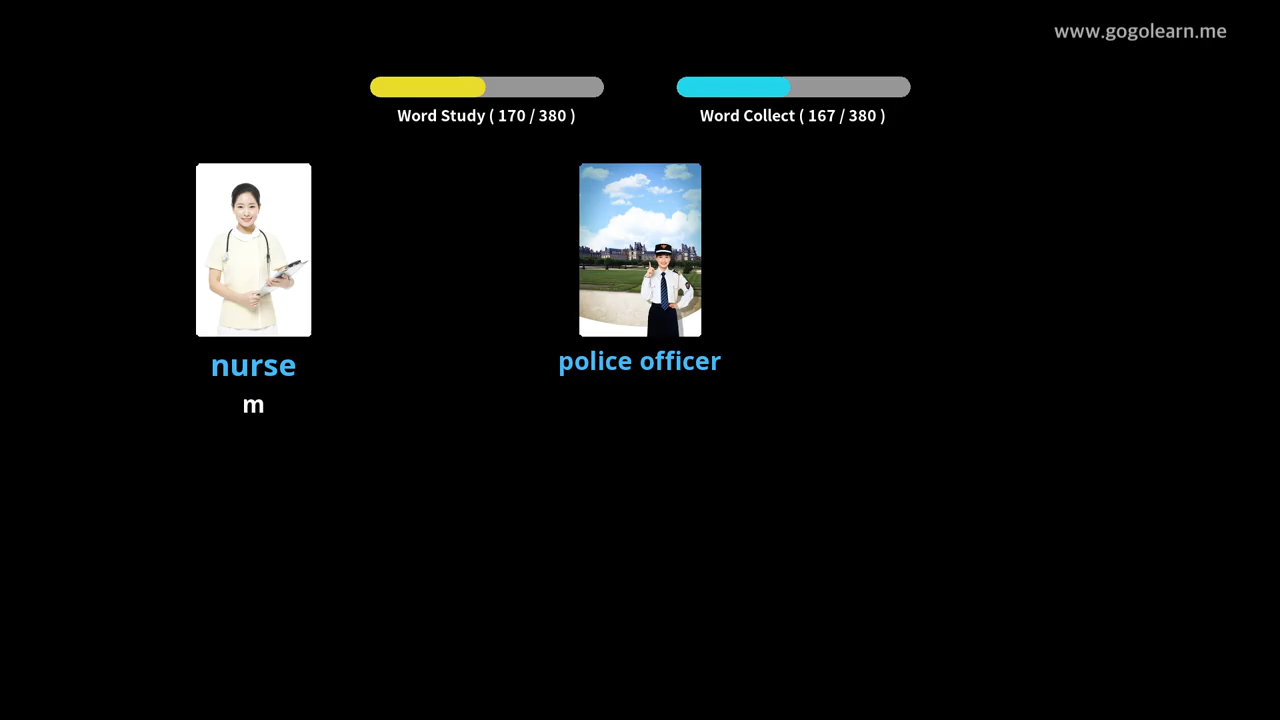 www.gogolearn.me
Word Study ( 170 / 380 )
Word Collect ( 167 / 380 )
nurse
police officer
m